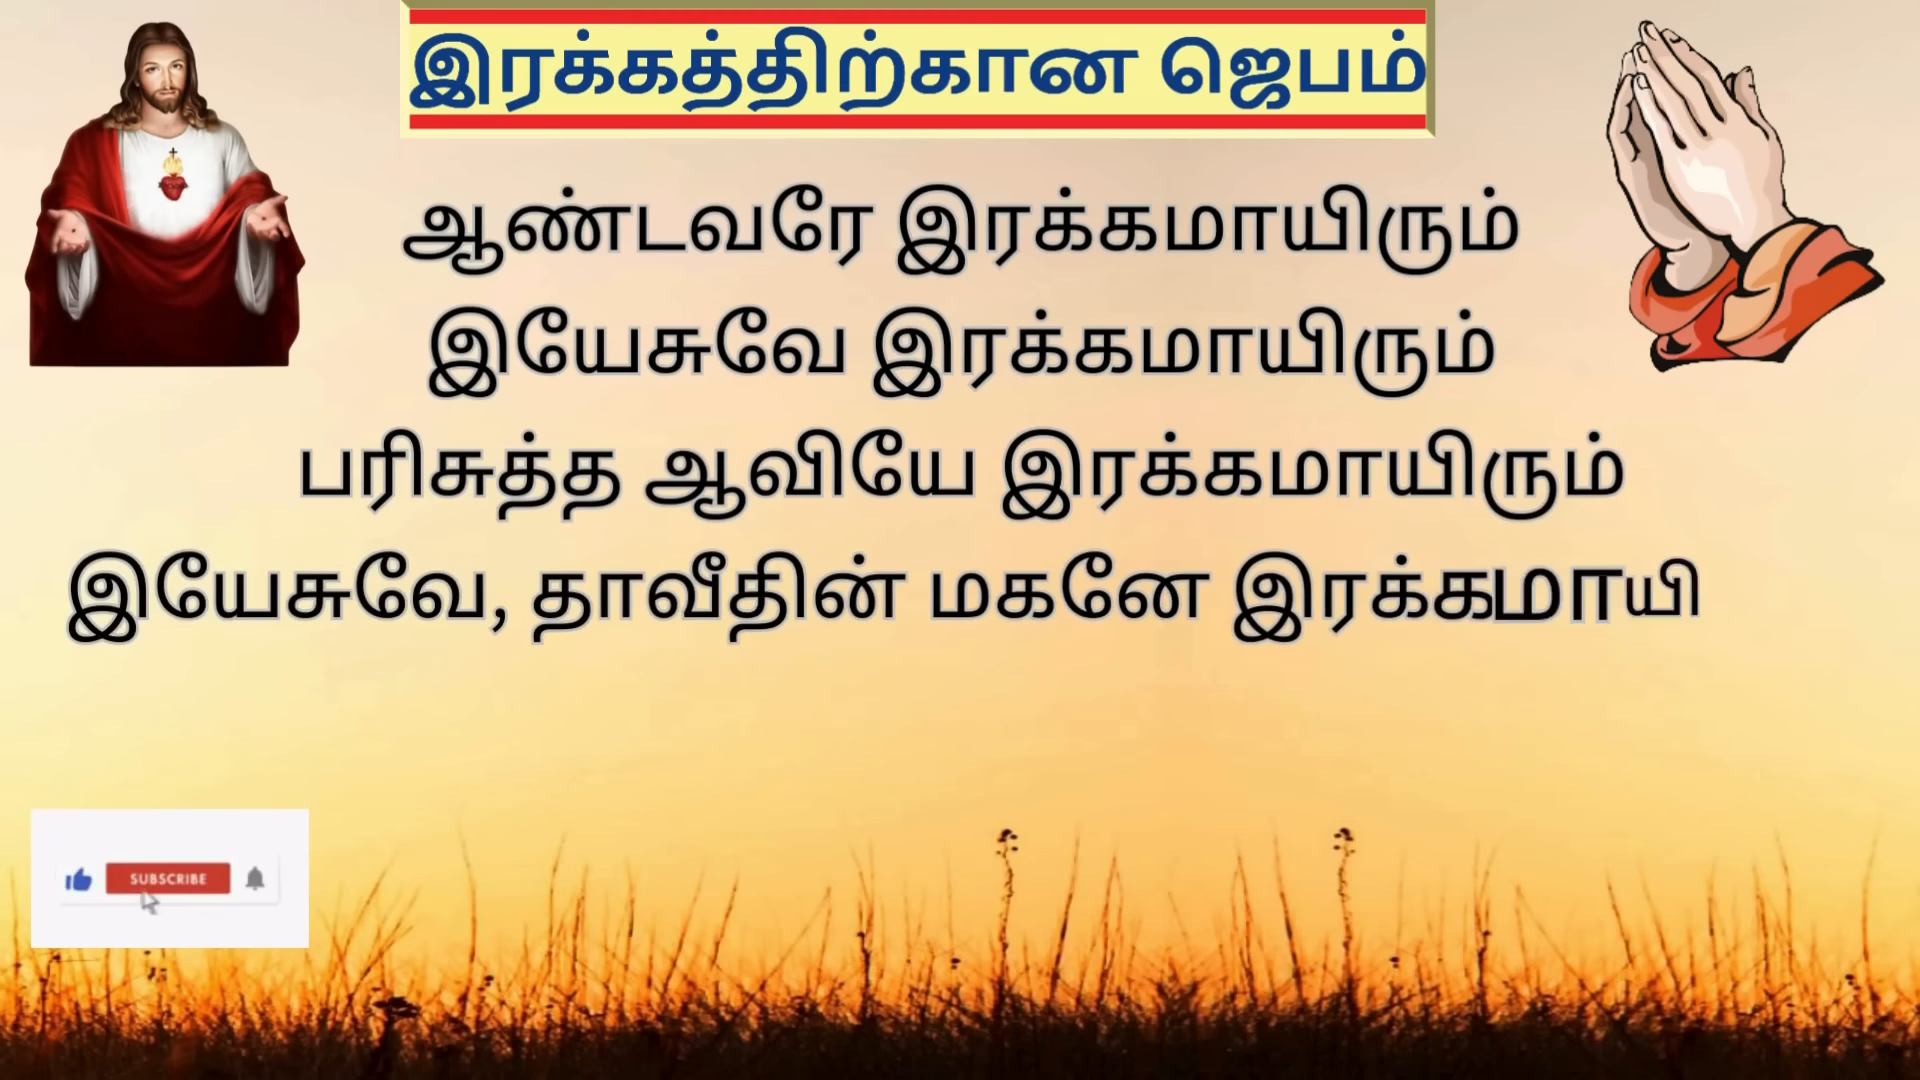 இரக்கத்திற்கான ஜெபம்
ஆண்டவரே இரக்கமாயிரும்
இயேசுவே இரக்கமாயிரும்
பரிசுத்த ஆவியே இரக்கமாயிரும்
இயேசுவே, தாவீதின் மகனே இரக்கமாயி
SUBSCRIBE